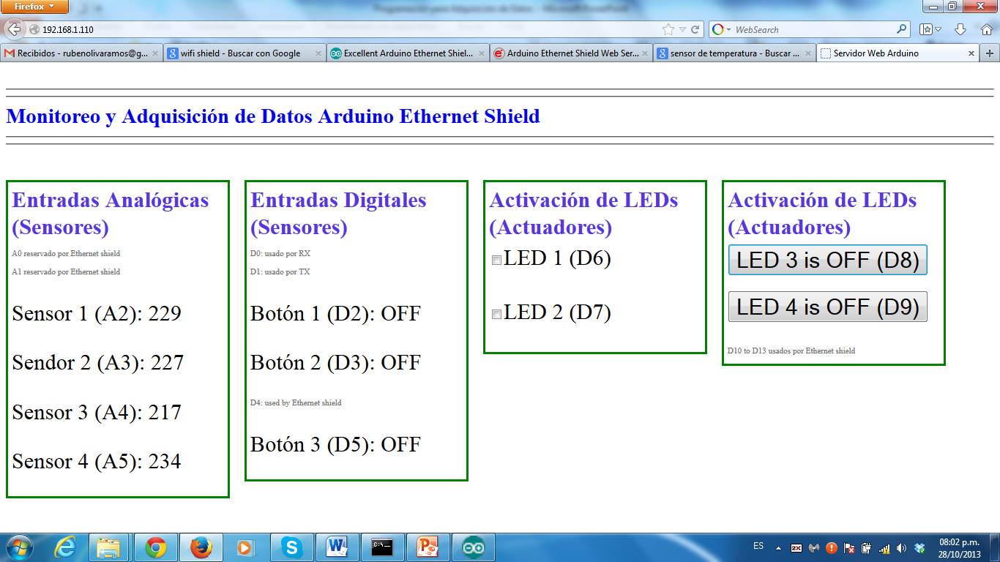 Firefox
Programación para Adquisición de Datos - Microsoft PowerPoint
192.168.1.110
WebSearch
Recibidos - rubenolivaramos@g...
wifi shield - Buscar con Google
Excellent Arduino Ethernet Shiel...
Arduino Ethernet Shield Web Ser...
sensor de temperatura - Buscar ...
Servidor Web Arduino
Monitoreo y Adquisición de Datos Arduino Ethernet Shield
Entradas Analógicas
(Sensores)
A0 reservado por Ethernet shield
A1 reservado por Ethernet shield
Sensor 1 (A2): 229
Sendor 2 (A3): 227
Sensor 3 (A4): 217
Sensor 4 (A5): 234
Entradas Digitales
(Sensores)
D0: usado por RX
D1: usado por TX
Botón 1 (D2): OFF
Botón 2 (D3): OFF
D4: used by Ethernet shield
Botón 3 (D5): OFF
Activación de LEDs
(Actuadores)
LED 1 (D6)
LED 2 (D7)
Activación de LEDs
(Actuadores)
LED 3 is OFF (D8)
LED 4 is OFF (D9)
D10 to D13 usados por Ethernet shield
ES
08:02 p.m.
28/10/2013